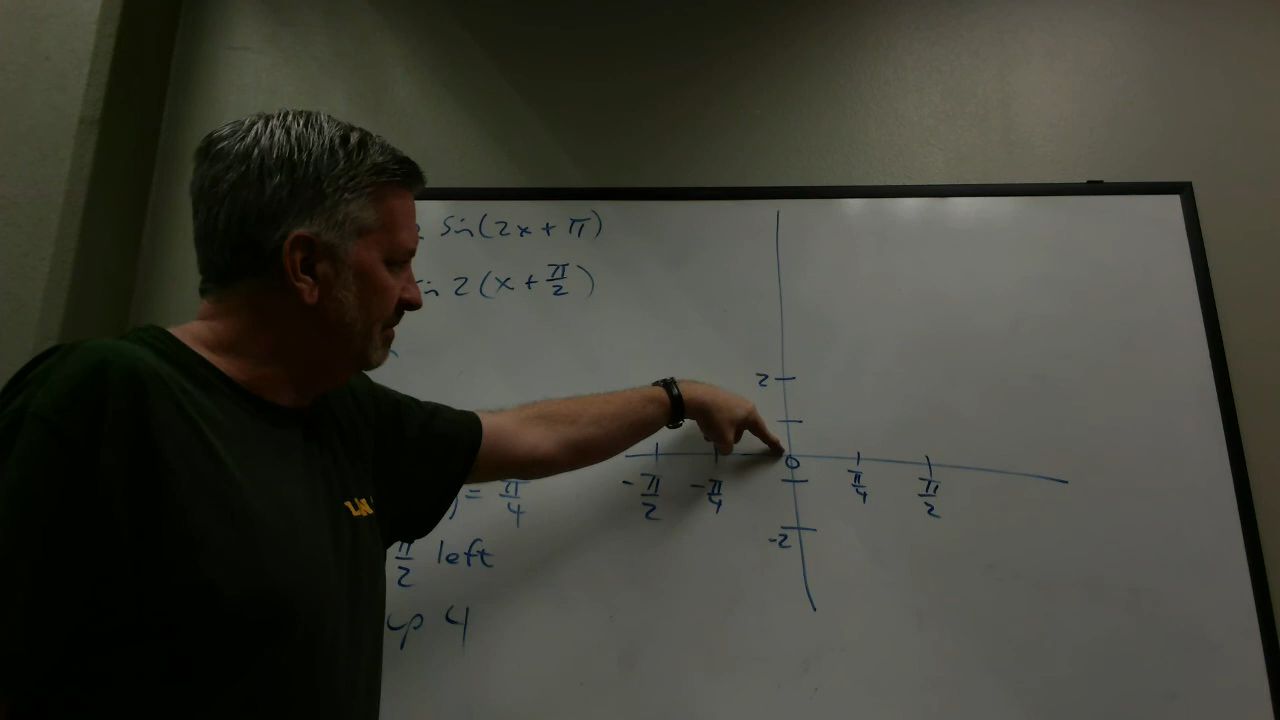 sin(2x + π)
2(x + π/2)
2
0
-π/2 -π/4 π/4 π/2
= π/4
-2
π/2 left
up 4